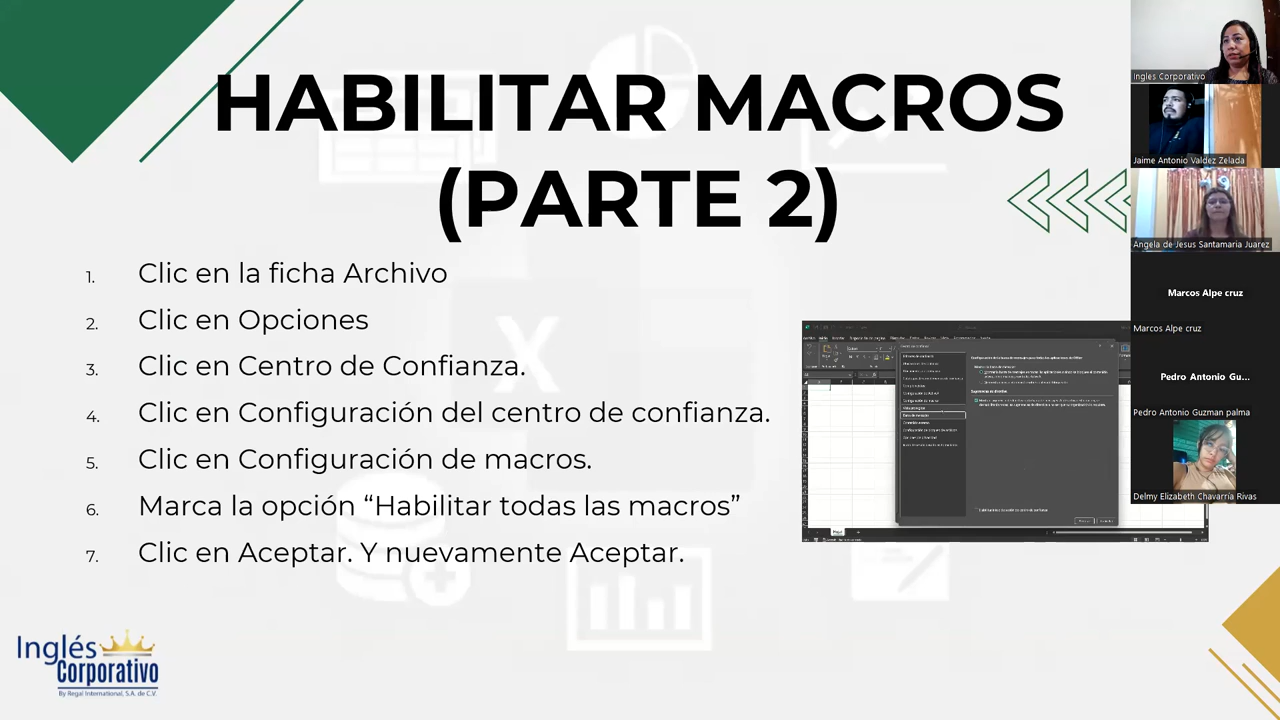 HABILITAR MACROS
(PARTE 2)
1. Clic en la ficha Archivo
2. Clic en Opciones
3. Clic en Centro de Confianza.
4. Clic en Configuración del centro de confianza.
5. Clic en Configuración de macros.
6. Marca la opción “Habilitar todas las macros”
7. Clic en Aceptar. Y nuevamente Aceptar.
Inglés
Corporativo
By Regal International, S.A. de C.V.
Ingles Corporativo
Jaime Antonio Valdez Zelada
Angela de Jesus Santamaria Juarez
Marcos Alpe cruz
Marcos Alpe cruz
Pedro Antonio Gu...
Pedro Antonio Guzman palma
Delmy Elizabeth Chavarría Rivas